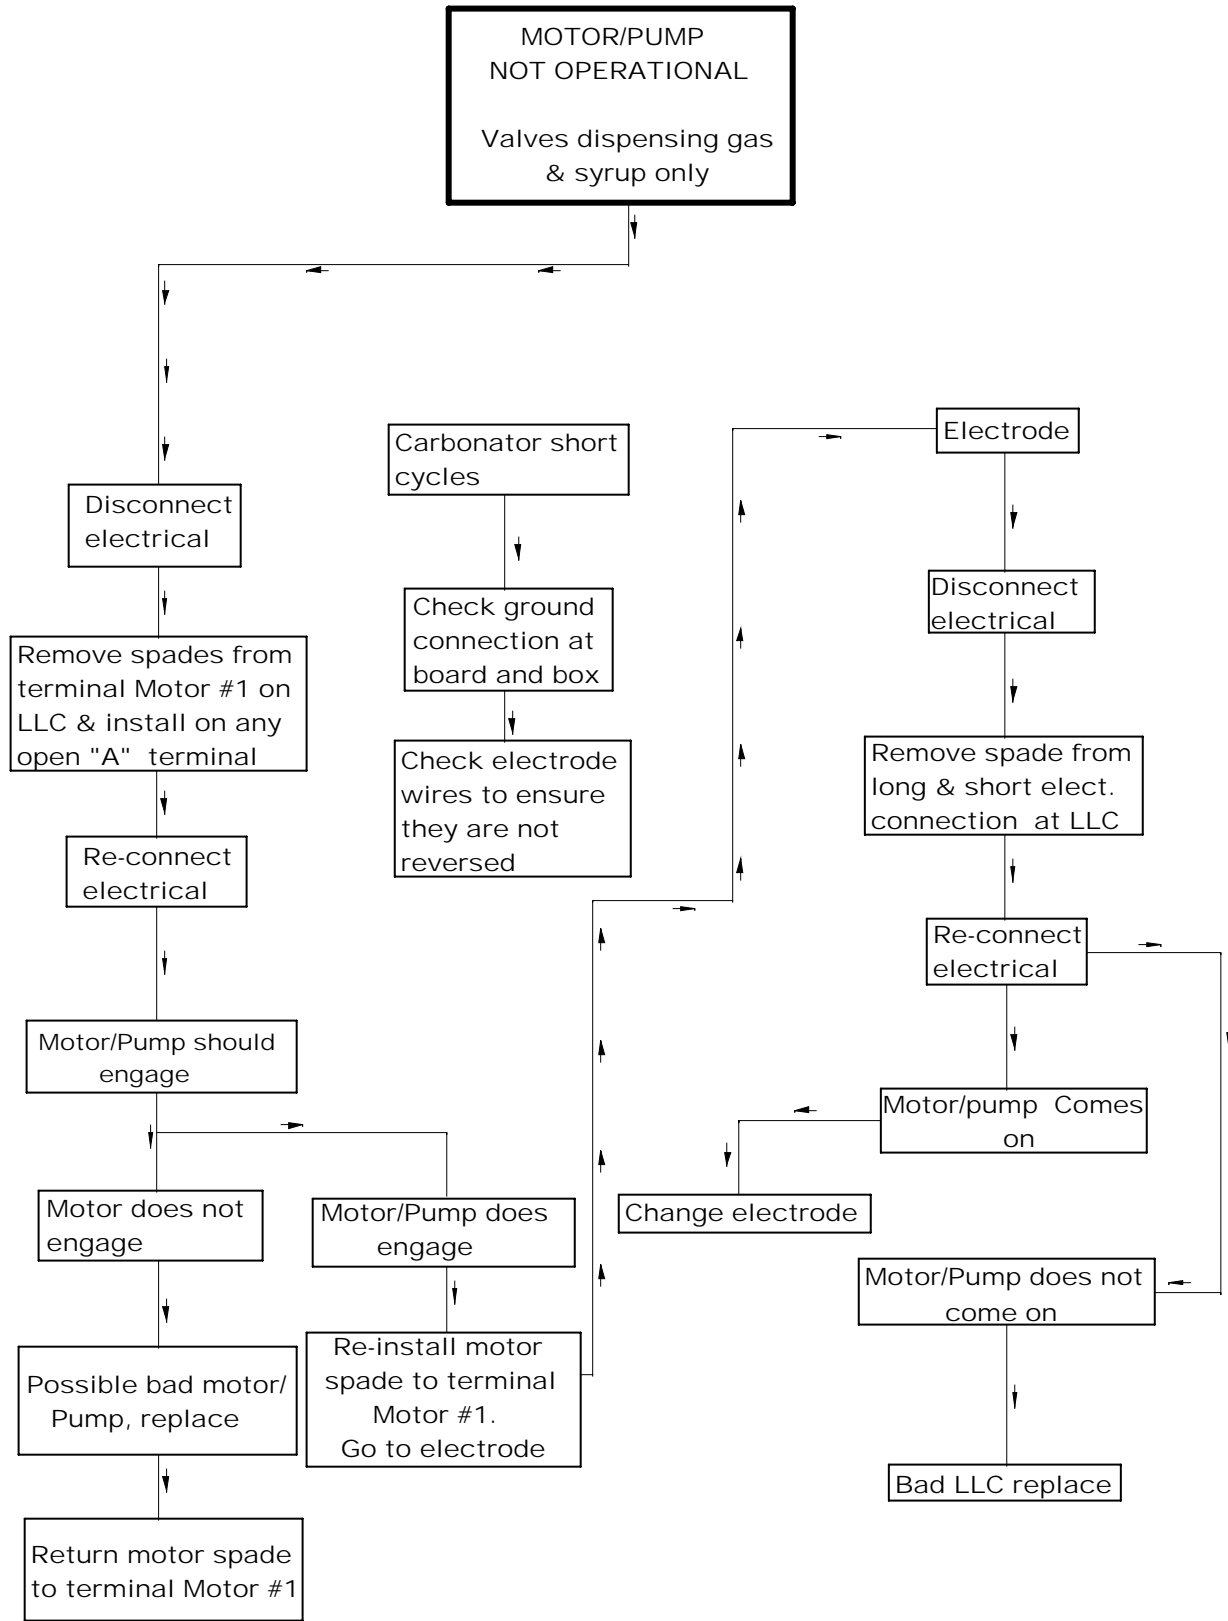 MOTOR/PUMP
NOT OPERATIONAL
Valves dispensing gas
& syrup only
Disconnect
electrical
Remove spades from
terminal Motor #1 on
LLC & install on any
open "A" terminal
Re-connect
electrical
Motor/Pump should
engage
Motor does not
engage
Possible bad motor/
Pump, replace
Return motor spade
to terminal Motor #1
Motor/Pump does
engage
Re-install motor
spade to terminal
Motor #1.
Go to electrode
Carbonator short
cycles
Check ground
connection at
board and box
Check electrode
wires to ensure
they are not
reversed
Electrode
Disconnect
electrical
Remove spade from
long & short elect.
connection at LLC
Re-connect
electrical
Motor/pump Comes
on
Change electrode
Motor/Pump does not
come on
Bad LLC replace